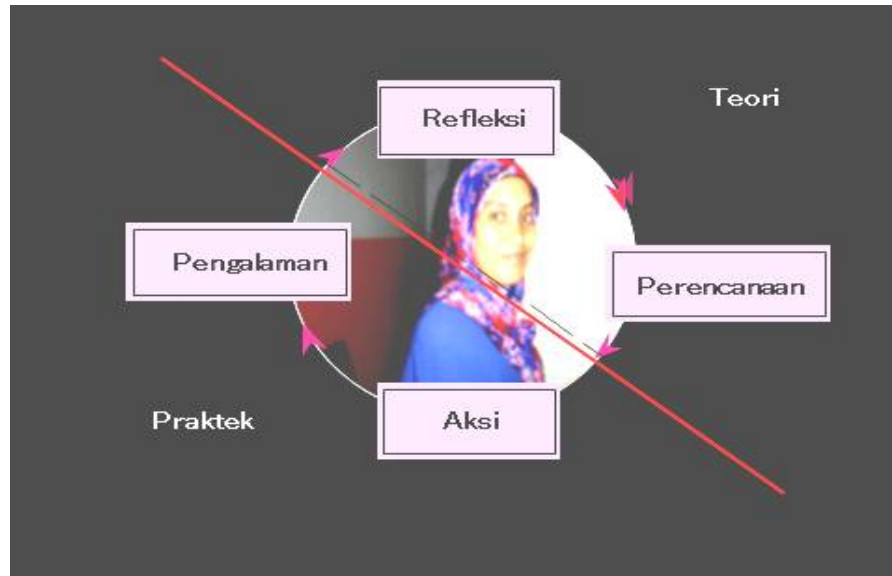 Refleksi
Teori
Pengalaman
Perencanaan
Praktek
Aksi